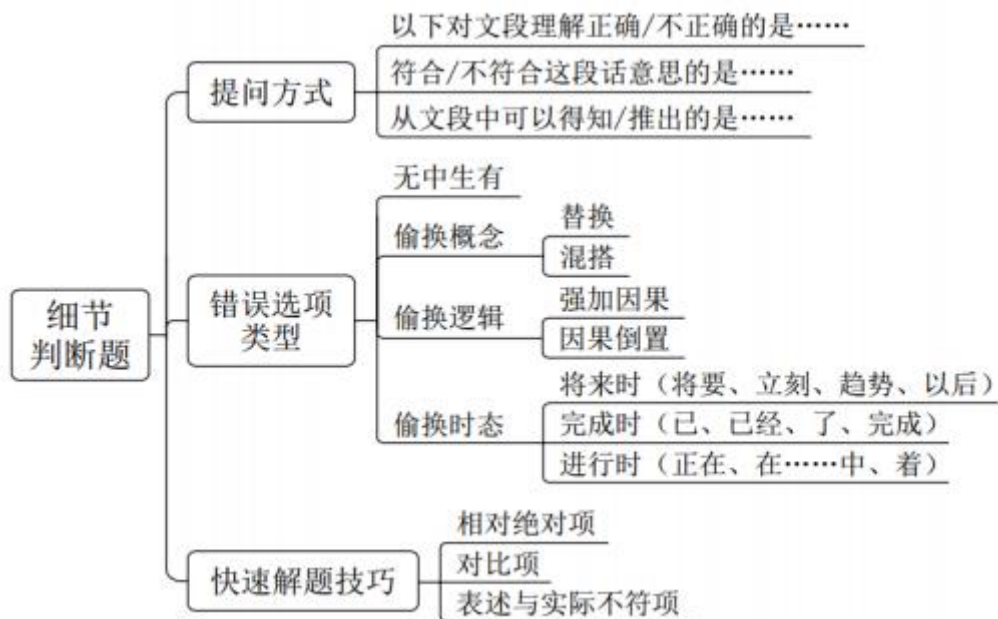 细节
判断题
提问方式
以下对文段理解正确/不正确的是……
符合/不符合这段话意思的是……
从文段中可以得知/推出的是……
错误选项
类型
无中生有
偷换概念
替换
混搭
偷换逻辑
强加因果
因果倒置
偷换时态
将来时（将要、立刻、趋势、以后）
完成时（已、已经、了、完成）
进行时（正在、在……中、着）
快速解题技巧
相对绝对项
对比项
表述与实际不符项